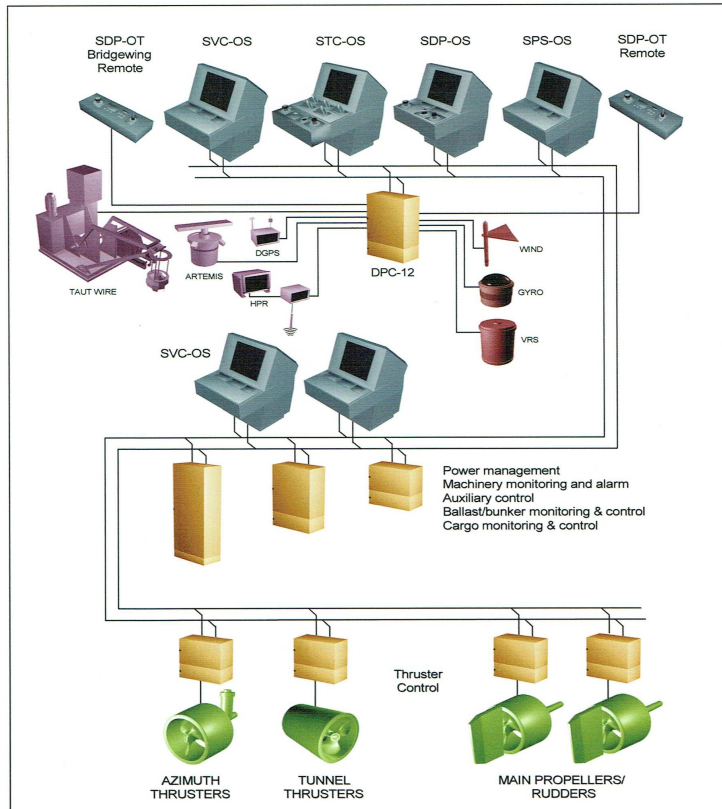 SDP-OT
Bridgewing
Remote
SVC-OS
STC-OS
SDP-OS
SPS-OS
SDP-OT
Remote
TAUT WIRE
ARTEMIS
DGPS
HPR
DPC-12
WIND
GYRO
VRS
SVC-OS
Power management
Machinery monitoring and alarm
Auxiliary control
Ballast/bunker monitoring & control
Cargo monitoring & control
Thruster
Control
AZIMUTH
THRUSTERS
TUNNEL
THRUSTERS
MAIN PROPELLERS/
RUDDERS